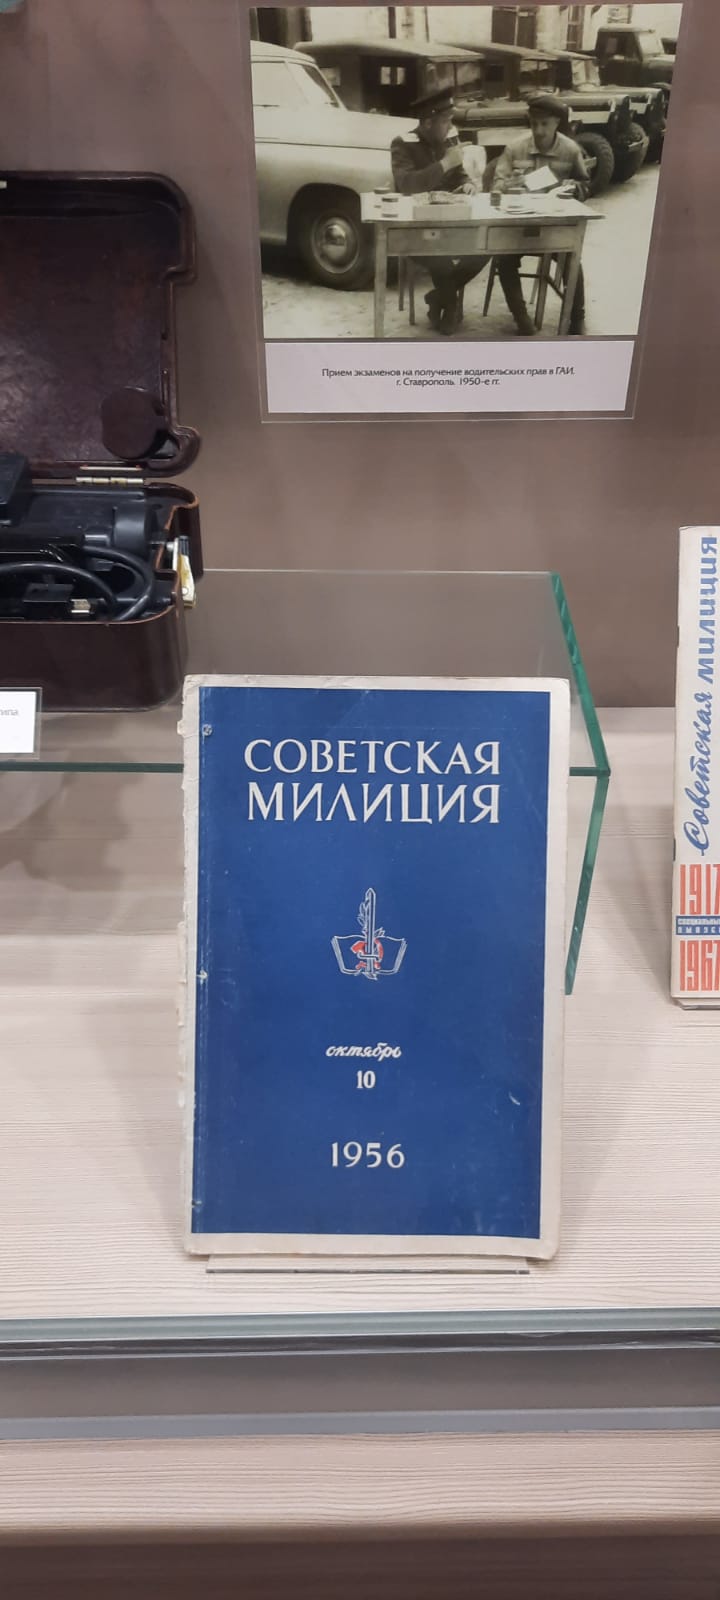 Прием экзаменов на получение водительских прав в ГАИ.
г. Ставрополь. 1950-е гг.
СОВЕТСКАЯ
МИЛИЦИЯ
октябрь
10
1956
Советская милиция
1917
1967